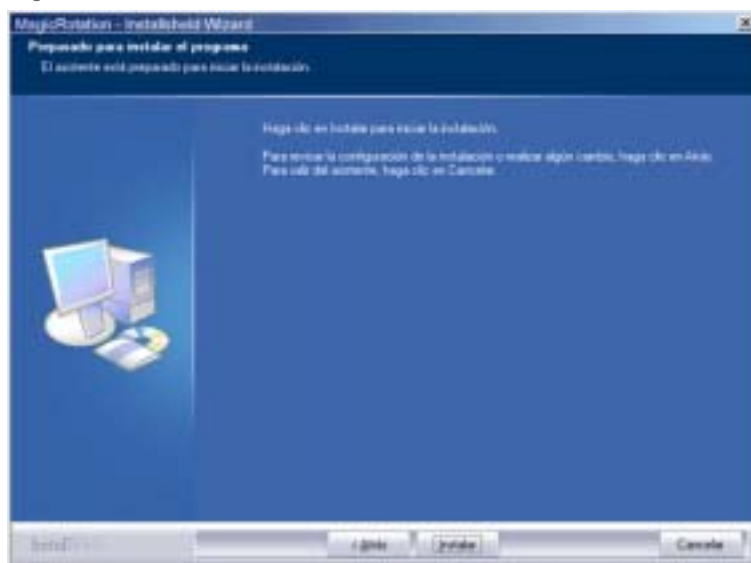 MagicRotation - InstallShield Wizard
Preparado para instalar el programa
El asistente está preparado para iniciar la instalación.
Haga clic en Instalar para iniciar la instalación.
Para revisar la configuración de la instalación o realizar algún cambio, haga clic en Atrás.
Para salir del asistente, haga clic en Cancelar.
< Atrás
Instalar
Cancelar